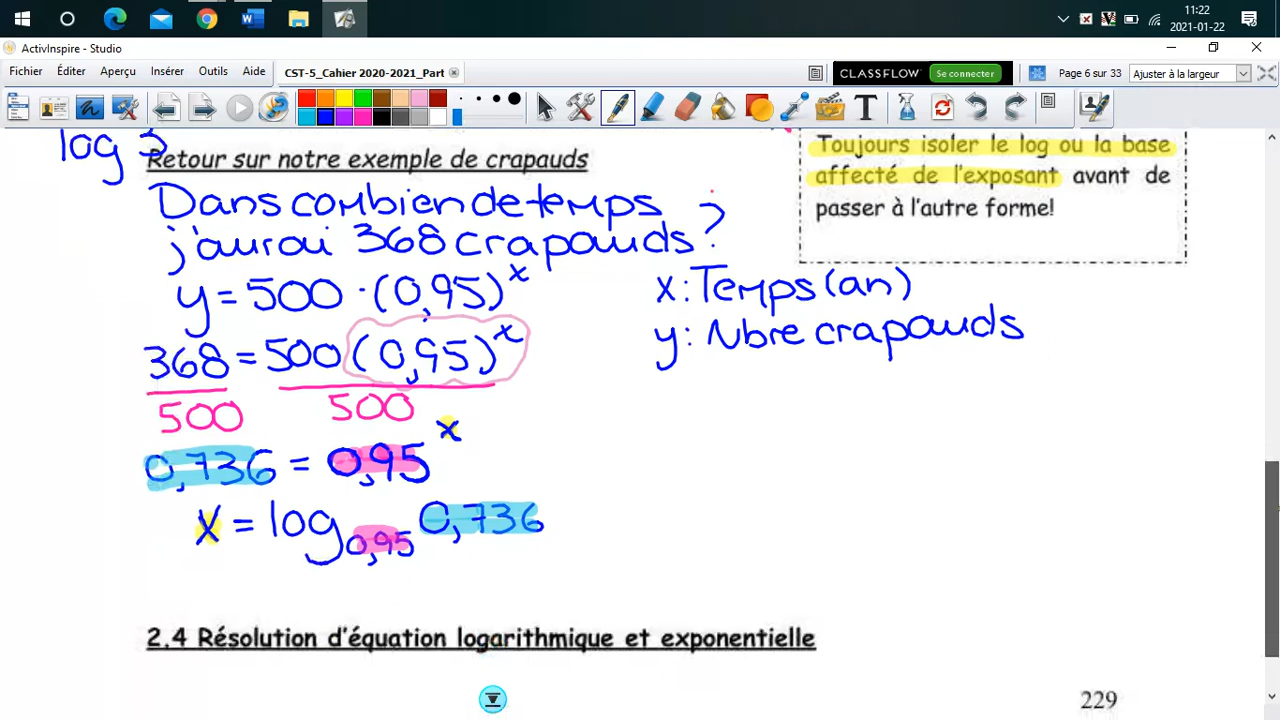 11:22
2021-01-22
ActivInspire - Studio
Fichier Éditer Aperçu Insérer Outils Aide CST-5_Cahier 2020-2021_Part CLASSFLOW Se connecter Page 6 sur 33 Ajuster à la largeur
log 3
Retour sur notre exemple de crapauds
Toujours isoler le log ou la base
affecté de l'exposant avant de
passer à l'autre forme!
Dans combien de temps
j'aurai 368 crapauds ?
y = 500 · (0,95)^x
x : Temps (an)
y : Nbre crapauds
368 = 500 (0,95)^x
500 500
0,736 = 0,95^x
x = log_0,95 0,736
2.4 Résolution d'équation logarithmique et exponentielle
229